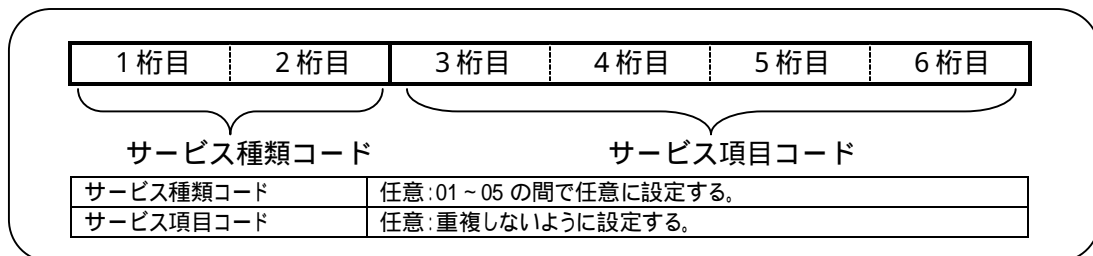 1桁目 2桁目 3桁目 4桁目 5桁目 6桁目
サービス種類コード サービス項目コード
サービス種類コード 任意:01~05の間で任意に設定する。
サービス項目コード 任意:重複しないように設定する。